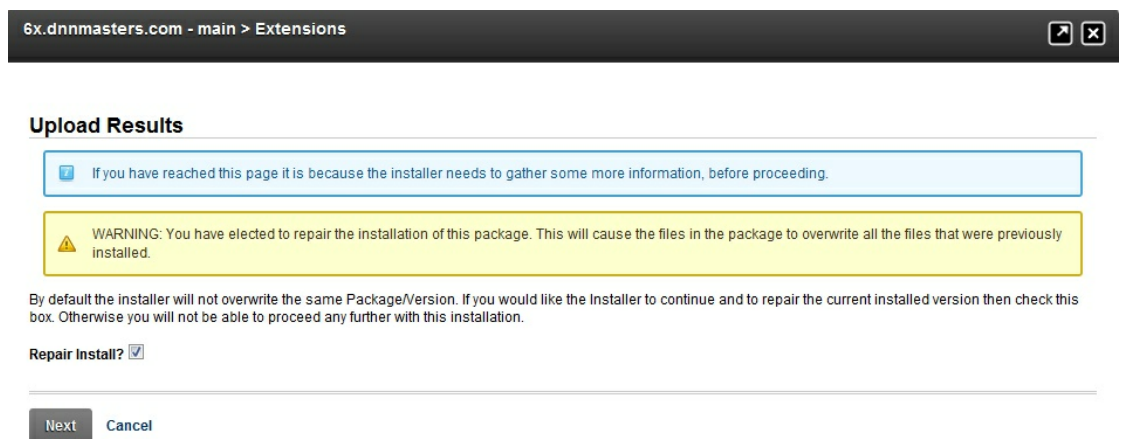 6x.dnnmasters.com - main > Extensions
Upload Results
If you have reached this page it is because the installer needs to gather some more information, before proceeding.
WARNING: You have elected to repair the installation of this package. This will cause the files in the package to overwrite all the files that were previously
installed.
By default the installer will not overwrite the same Package/Version. If you would like the Installer to continue and to repair the current installed version then check this
box. Otherwise you will not be able to proceed any further with this installation.
Repair Install?
Next Cancel